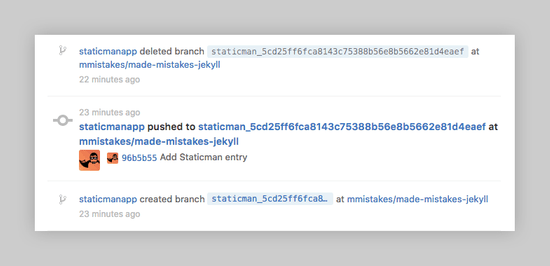 staticmanapp deleted branch staticman_5cd25ff6fca8143c75388b56e8b5662e81d4eaef at
mmistakes/made-mistakes-jekyll
22 minutes ago
23 minutes ago
staticmanapp pushed to staticman_5cd25ff6fca8143c75388b56e8b5662e81d4eaef at
mmistakes/made-mistakes-jekyll
96b5b55 Add Staticman entry
staticmanapp created branch staticman_5cd25ff6fca8… at mmistakes/made-mistakes-jekyll
23 minutes ago